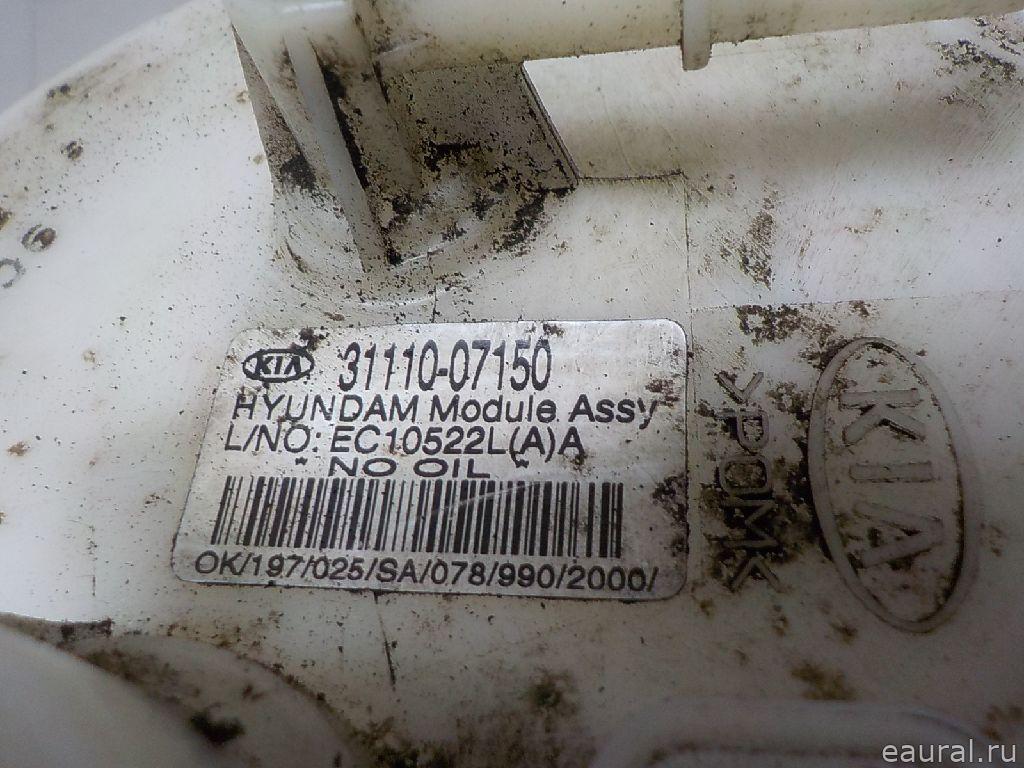 KIA 31110-07150
HYUNDAM Module Assy
L/NO: EC10522L(A)A
* NO OIL *
OK/197/025/SA/078/990/2000/
>POM<
KIA
eaural.ru